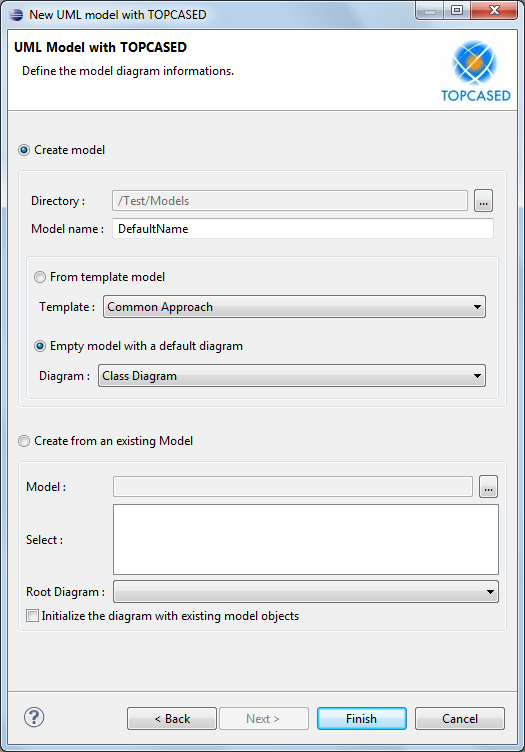 New UML model with TOPCASED
UML Model with TOPCASED
Define the model diagram informations.
TOPCASED
Create model
Directory : /Test/Models ...
Model name : DefaultName
From template model
Template : Common Approach
Empty model with a default diagram
Diagram : Class Diagram
Create from an existing Model
Model : ...
Select :
Root Diagram :
Initialize the diagram with existing model objects
? < Back Next > Finish Cancel